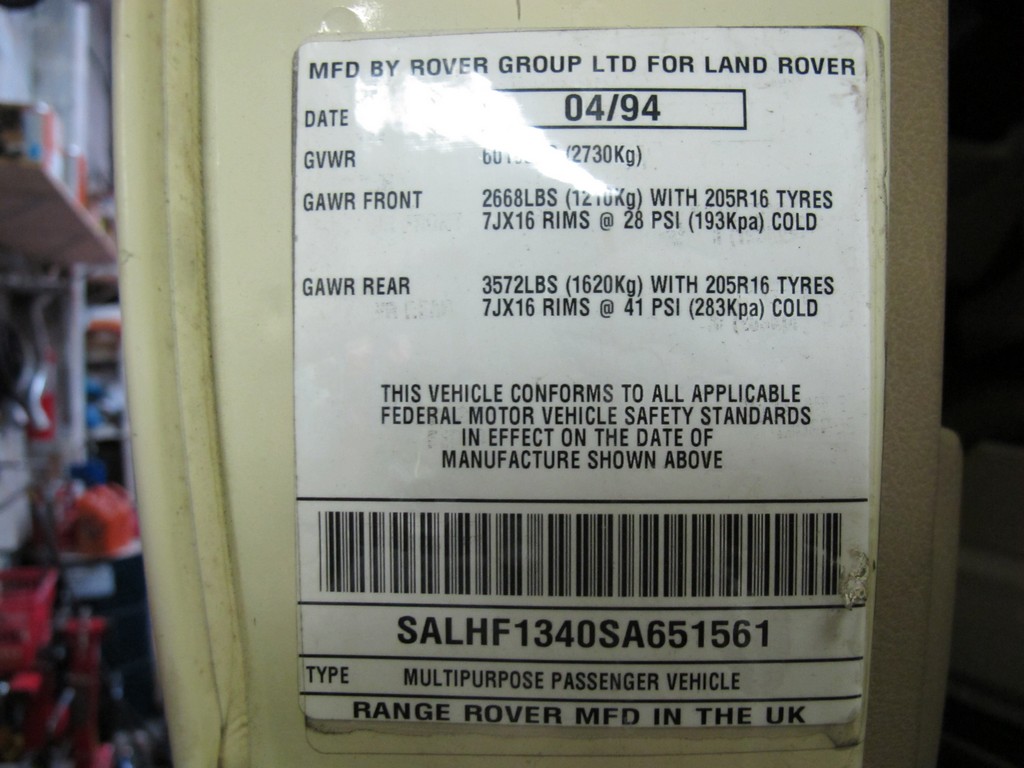 MFD BY ROVER GROUP LTD FOR LAND ROVER
DATE 04/94
GVWR (2730Kg)
GAWR FRONT 2668LBS (1210Kg) WITH 205R16 TYRES
7JX16 RIMS @ 28 PSI (193Kpa) COLD
GAWR REAR 3572LBS (1620Kg) WITH 205R16 TYRES
7JX16 RIMS @ 41 PSI (283Kpa) COLD
THIS VEHICLE CONFORMS TO ALL APPLICABLE
FEDERAL MOTOR VEHICLE SAFETY STANDARDS
IN EFFECT ON THE DATE OF
MANUFACTURE SHOWN ABOVE
SALHF1340SA651561
TYPE MULTIPURPOSE PASSENGER VEHICLE
RANGE ROVER MFD IN THE UK